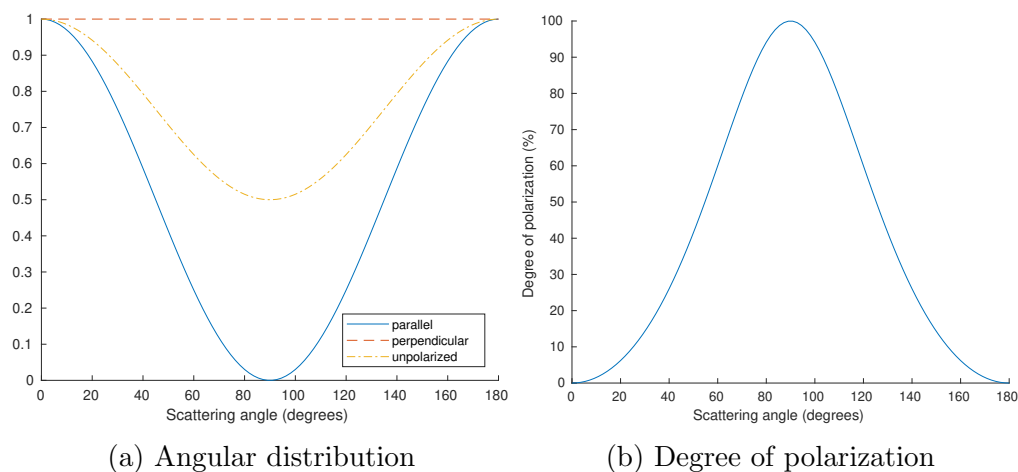 1
0.9
0.8
0.7
0.6
0.5
0.4
0.3
0.2
0.1
0
0 20 40 60 80 100 120 140 160 180
Scattering angle (degrees)
parallel
perpendicular
unpolarized
(a) Angular distribution
100
90
80
70
60
50
40
30
20
10
0
Degree of polarization (%)
0 20 40 60 80 100 120 140 160 180
Scattering angle (degrees)
(b) Degree of polarization